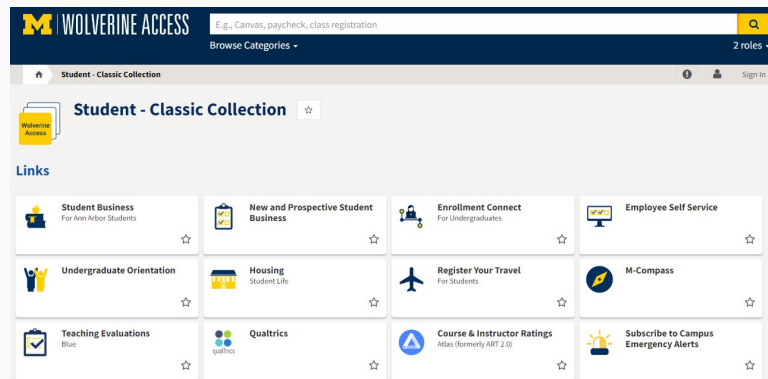 M WOLVERINE ACCESS
E.g., Canvas, paycheck, class registration
Browse Categories
2 roles
Student - Classic Collection
Sign In
Wolverine Access
Student - Classic Collection
Links
Student Business
For Ann Arbor Students
New and Prospective Student
Business
Enrollment Connect
For Undergraduates
Employee Self Service
Undergraduate Orientation
Housing
Student Life
Register Your Travel
For Students
M-Compass
Teaching Evaluations
Blue
qualtrics
Qualtrics
Course & Instructor Ratings
Atlas (formerly ART 2.0)
Subscribe to Campus
Emergency Alerts